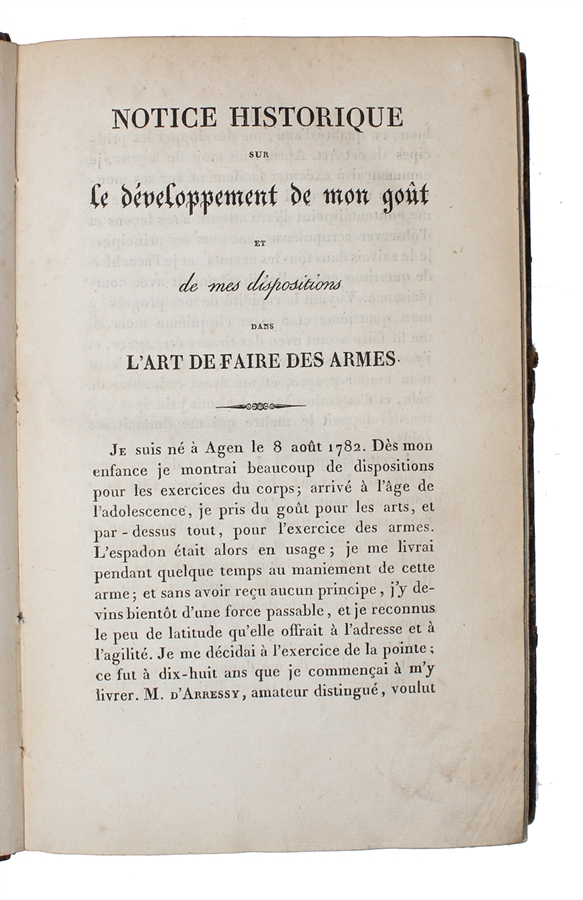 NOTICE HISTORIQUE
SUR
Le développement de mon goût
ET
de mes dispositions
DANS
L'ART DE FAIRE DES ARMES.
JE suis né à Agen le 8 août 1782. Dès mon
enfance je montrai beaucoup de dispositions
pour les exercices du corps; arrivé à l'âge de
l'adolescence, je pris du goût pour les arts, et
par-dessus tout, pour l'exercice des armes.
L'espadon était alors en usage; je me livrai
pendant quelque temps au maniement de cette
arme; et sans avoir reçu aucun principe, j'y de-
vins bientôt d'une force passable, et je reconnus
le peu de latitude qu'elle offrait à l'adresse et à
l'agilité. Je me décidai à l'exercice de la pointe;
ce fut à dix-huit ans que je commençai à m'y
livrer. M. D'ARRESSY, amateur distingué, voulut